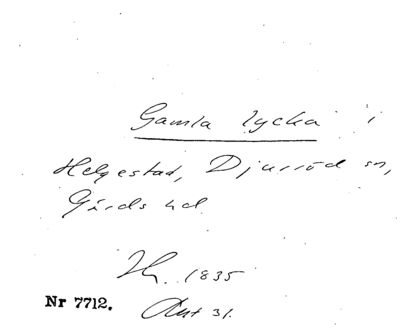 Gamla lycka i
Helgestad, Djurröd sn,
Gärds hd.
1835
Nr 7712. Akt 31.